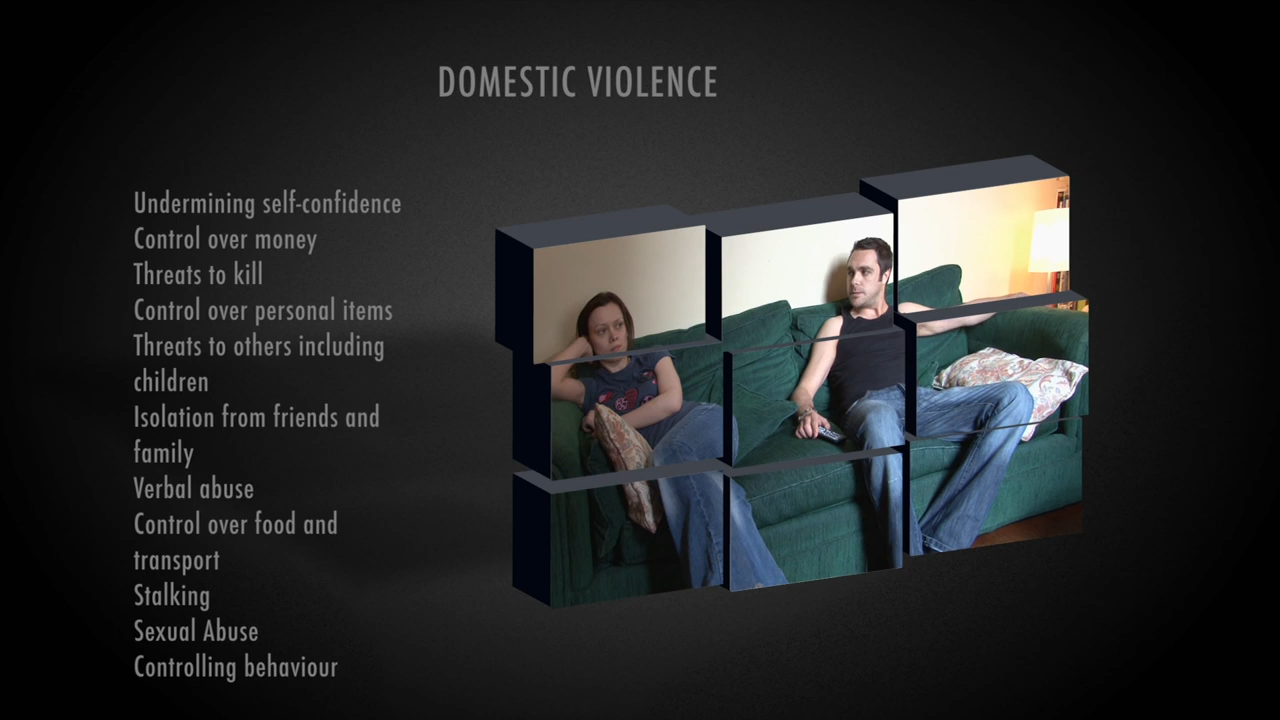 DOMESTIC VIOLENCE
Undermining self-confidence
Control over money
Threats to kill
Control over personal items
Threats to others including
children
Isolation from friends and
family
Verbal abuse
Control over food and
transport
Stalking
Sexual Abuse
Controlling behaviour